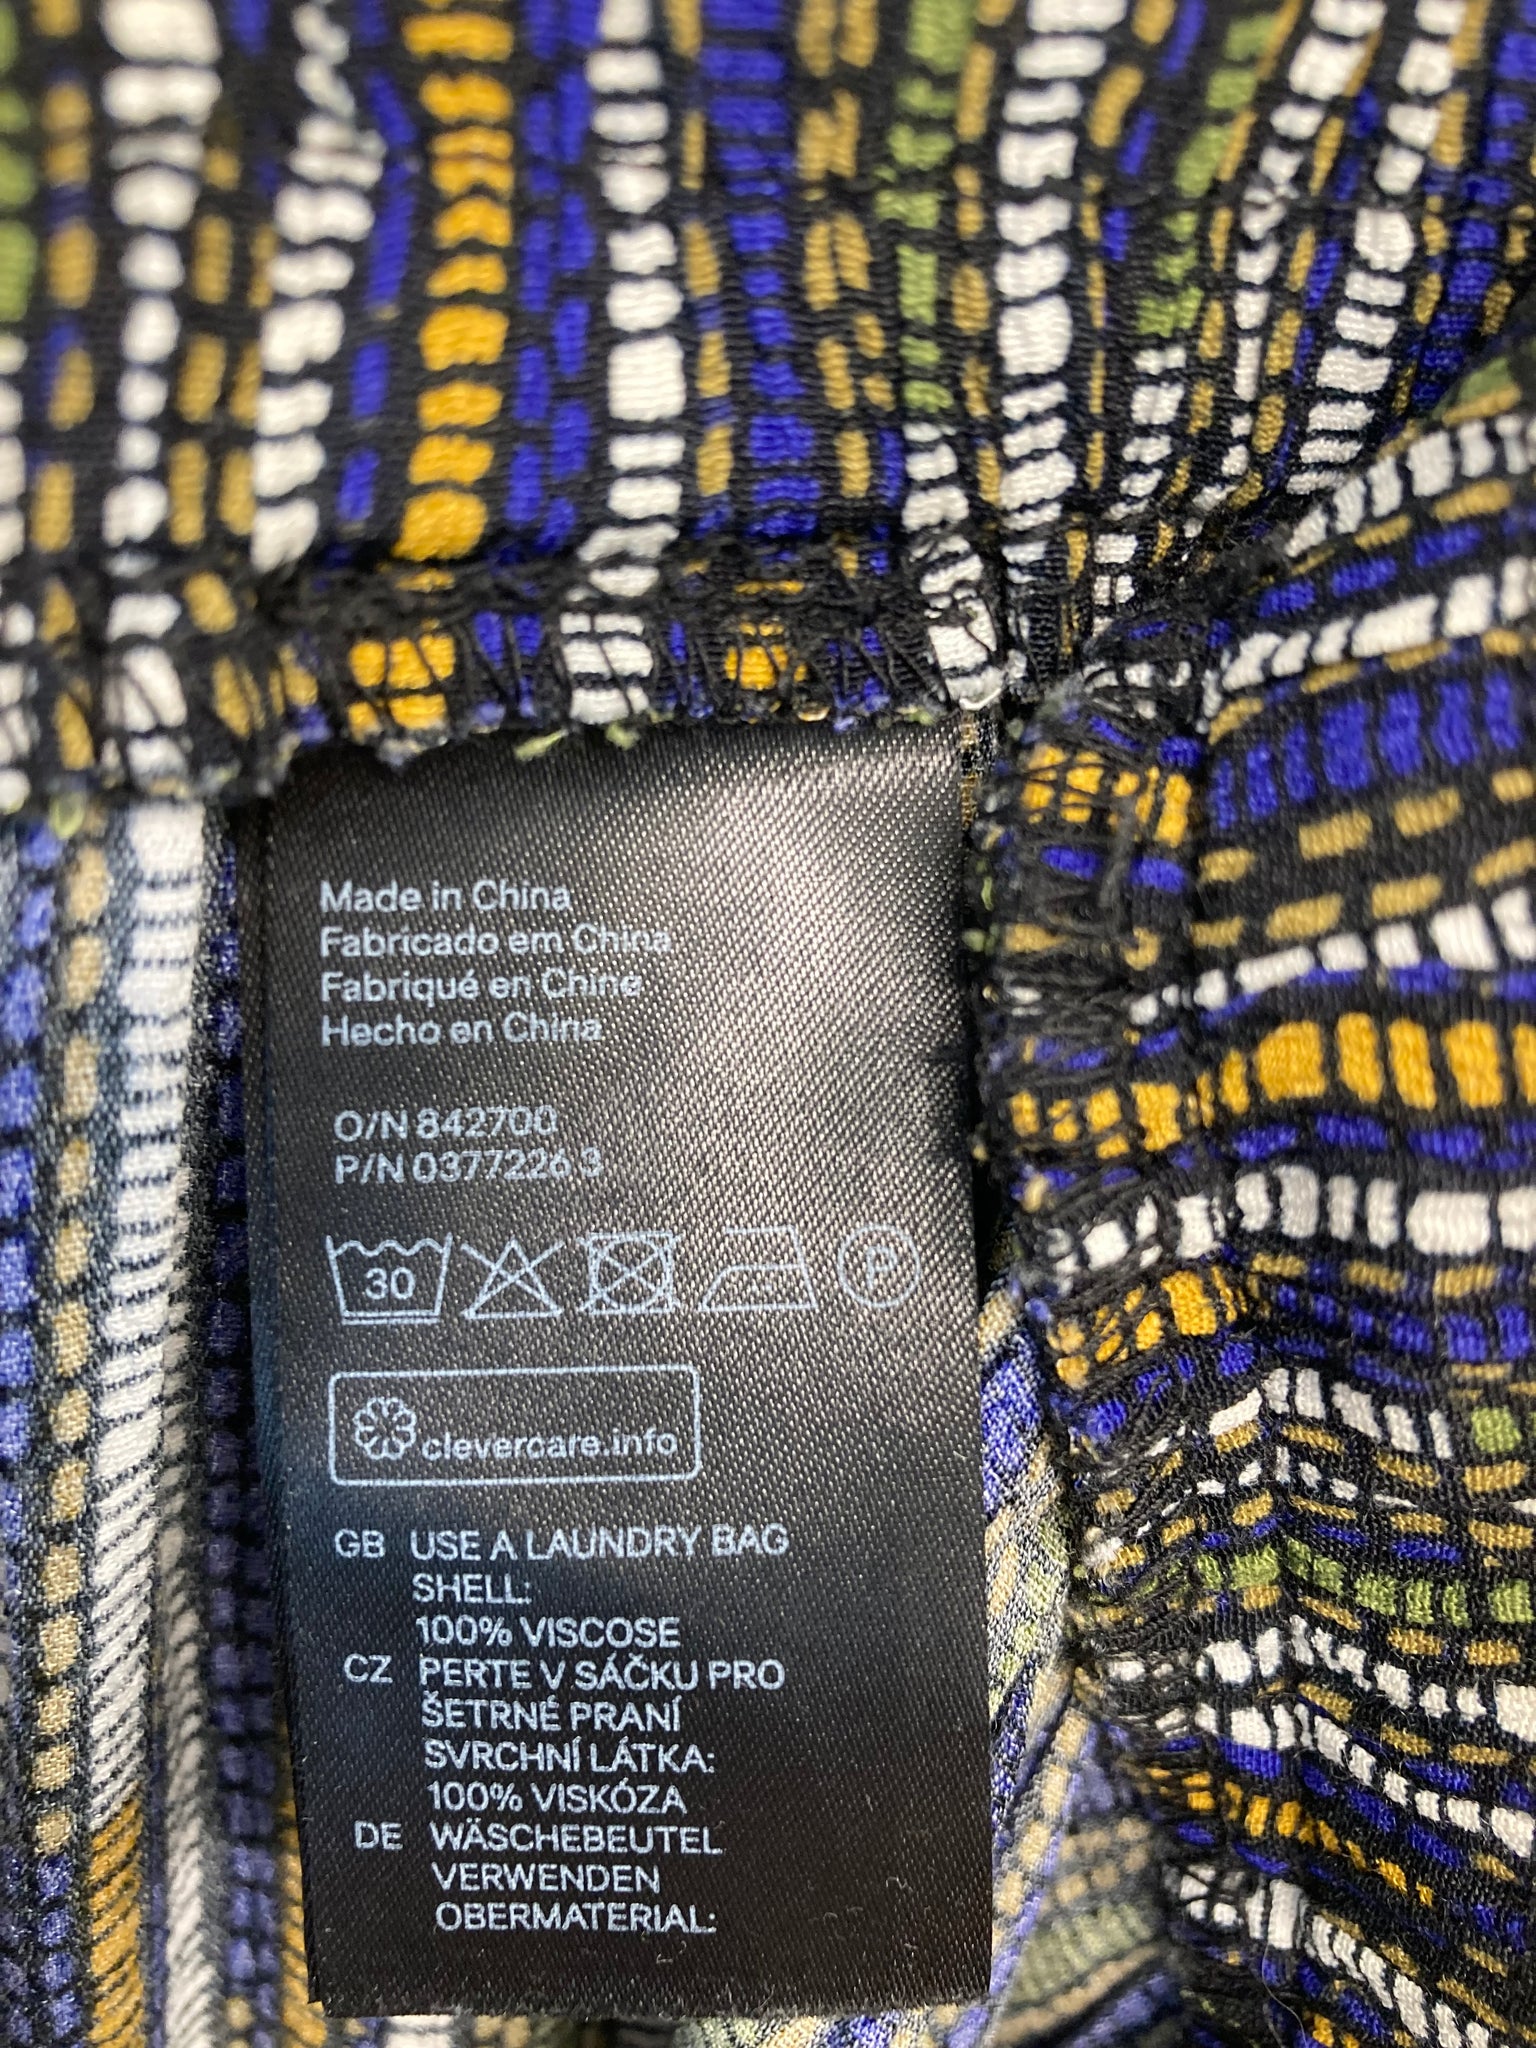 Made in China
Fabricado em China
Fabriqué en Chine
Hecho en China
O/N 842700
P/N 0377226 3
30
P
clevercare.info
GB USE A LAUNDRY BAG
SHELL:
100% VISCOSE
CZ PERTE V SÁČKU PRO
ŠETRNÉ PRANÍ
SVRCHNÍ LÁTKA:
100% VISKÓZA
DE WÄSCHEBEUTEL
VERWENDEN
OBERMATERIAL: